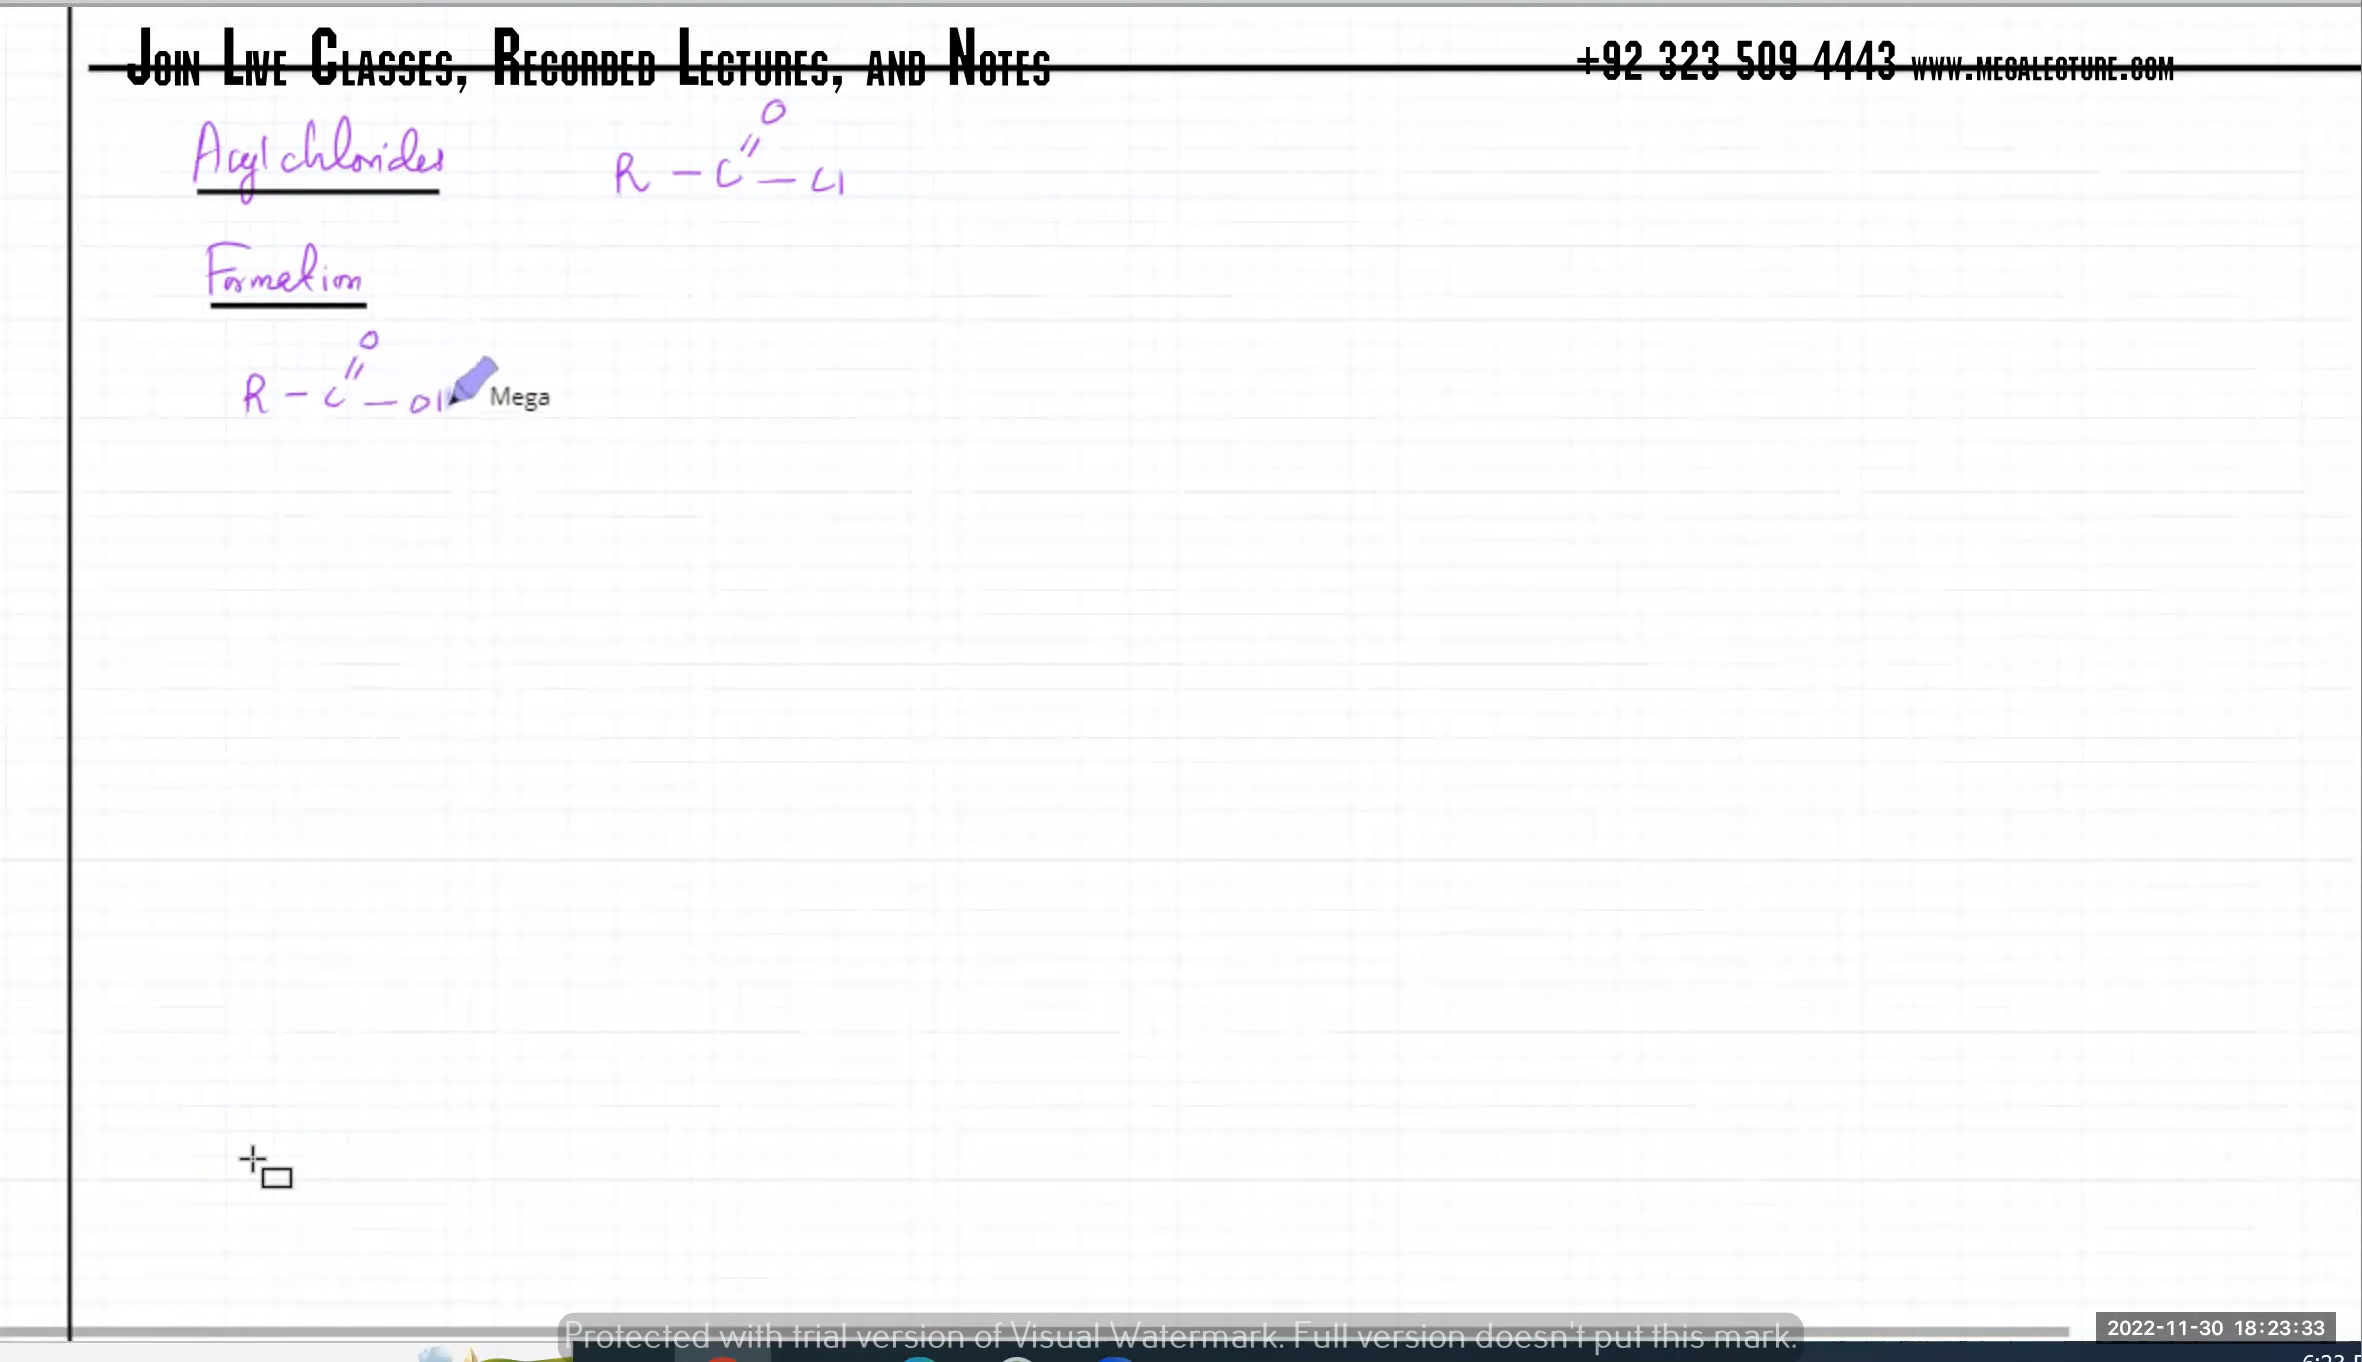 Join Live Classes, Recorded Lectures, and Notes
+92 323 509 4443 www.megalecture.com
Acyl chlorides
O
R - C - Cl
Formation
O
R - C - OH
Mega
Protected with trial version of Visual Watermark. Full version doesn't put this mark.
2022-11-30 18:23:33